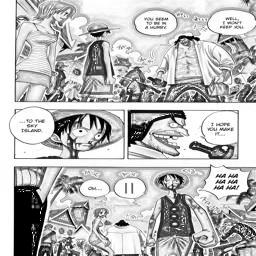 WELL,
I WON'T
KEEP YOU.
YOU SEEM
TO BE IN
A HURRY.
...TO THE
SKY
ISLAND.
I HOPE
YOU MAKE
IT...
HA HA
HA HA
HA HA!
OH...
!!